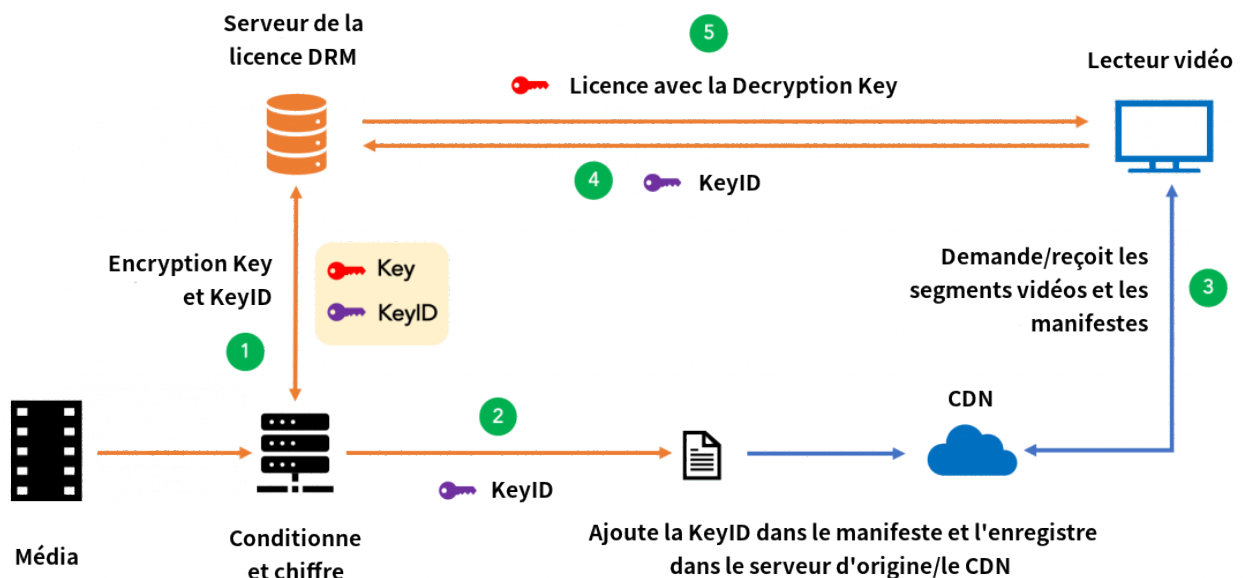 Serveur de la
licence DRM
5
Licence avec la Decryption Key
Lecteur vidéo
4
KeyID
Encryption Key
et KeyID
Key
KeyID
1
Demande/reçoit les
segments vidéos et les
manifestes
3
2
KeyID
CDN
Média
Conditionne
et chiffre
Ajoute la KeyID dans le manifeste et l'enregistre
dans le serveur d'origine/le CDN